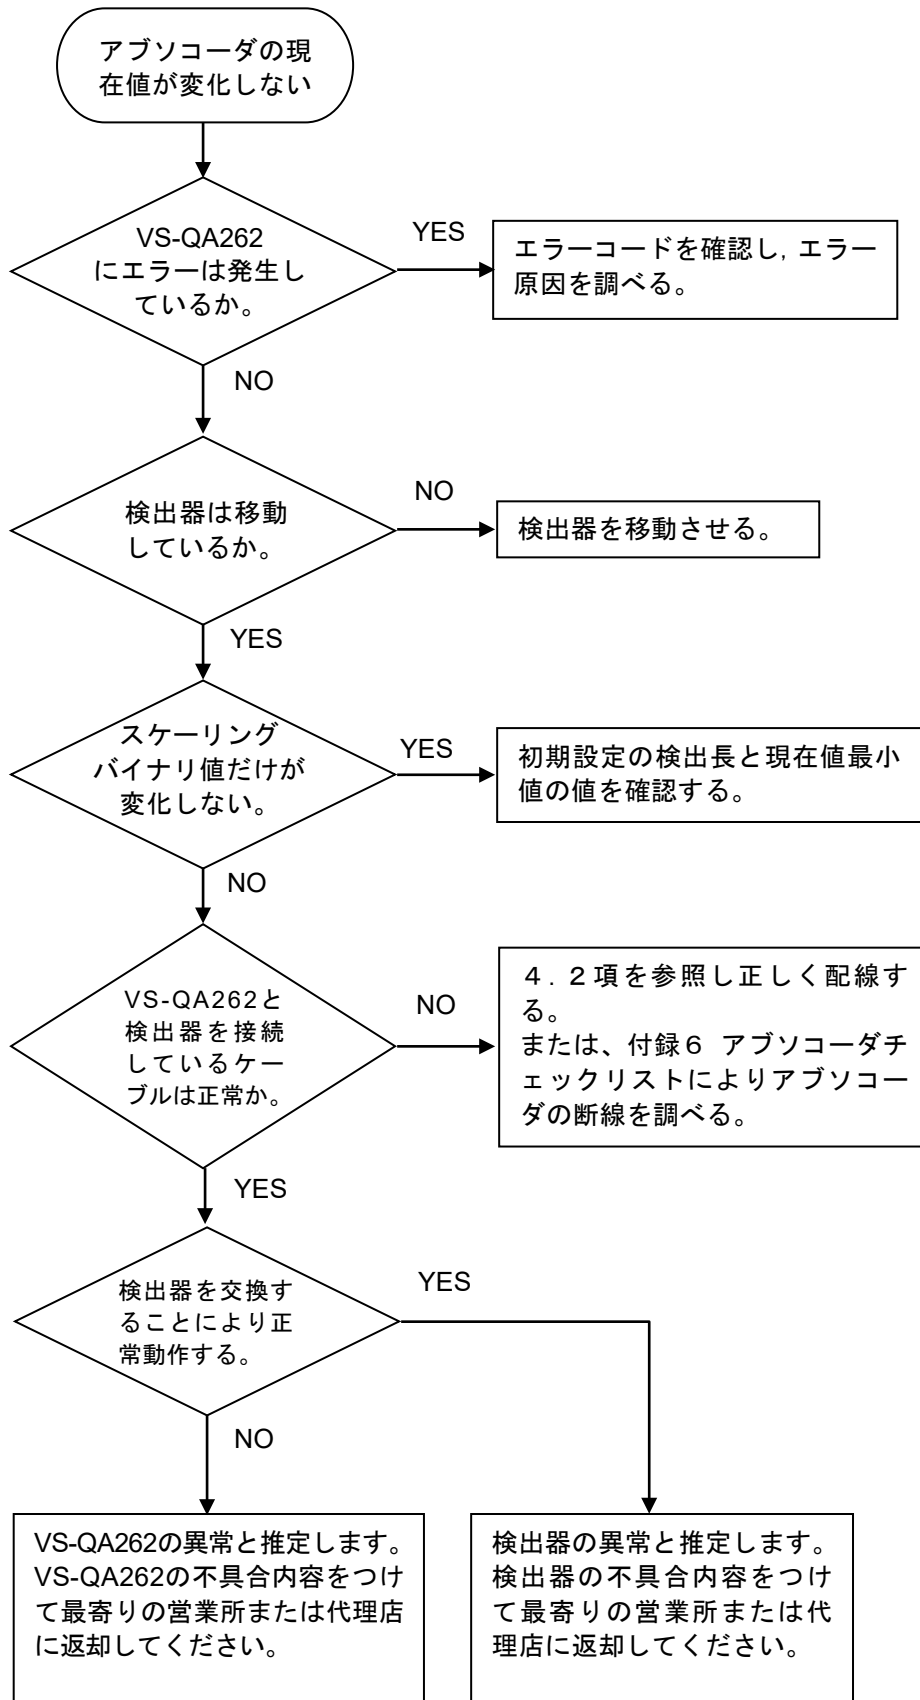 アブソコーダの現
在値が変化しない
VS-QA262
にエラーは発生し
ているか。
YES
エラーコードを確認し, エラー
原因を調べる。
NO
検出器は移動
しているか。
NO
検出器を移動させる。
YES
スケーリング
バイナリ値だけが
変化しない。
YES
初期設定の検出長と現在値最小
値の値を確認する。
NO
VS-QA262と
検出器を接続
しているケー
ブルは正常か。
NO
４.２項を参照し正しく配線す
る。
または、付録６ アブソコーダチ
ェックリストによりアブソコー
ダの断線を調べる。
YES
検出器を交換す
ることにより正
常動作する。
YES
NO
VS-QA262の異常と推定します。
VS-QA262の不具合内容をつけ
て最寄りの営業所または代理店
に返却してください。
検出器の異常と推定します。
検出器の不具合内容をつけ
て最寄りの営業所または代
理店に返却してください。